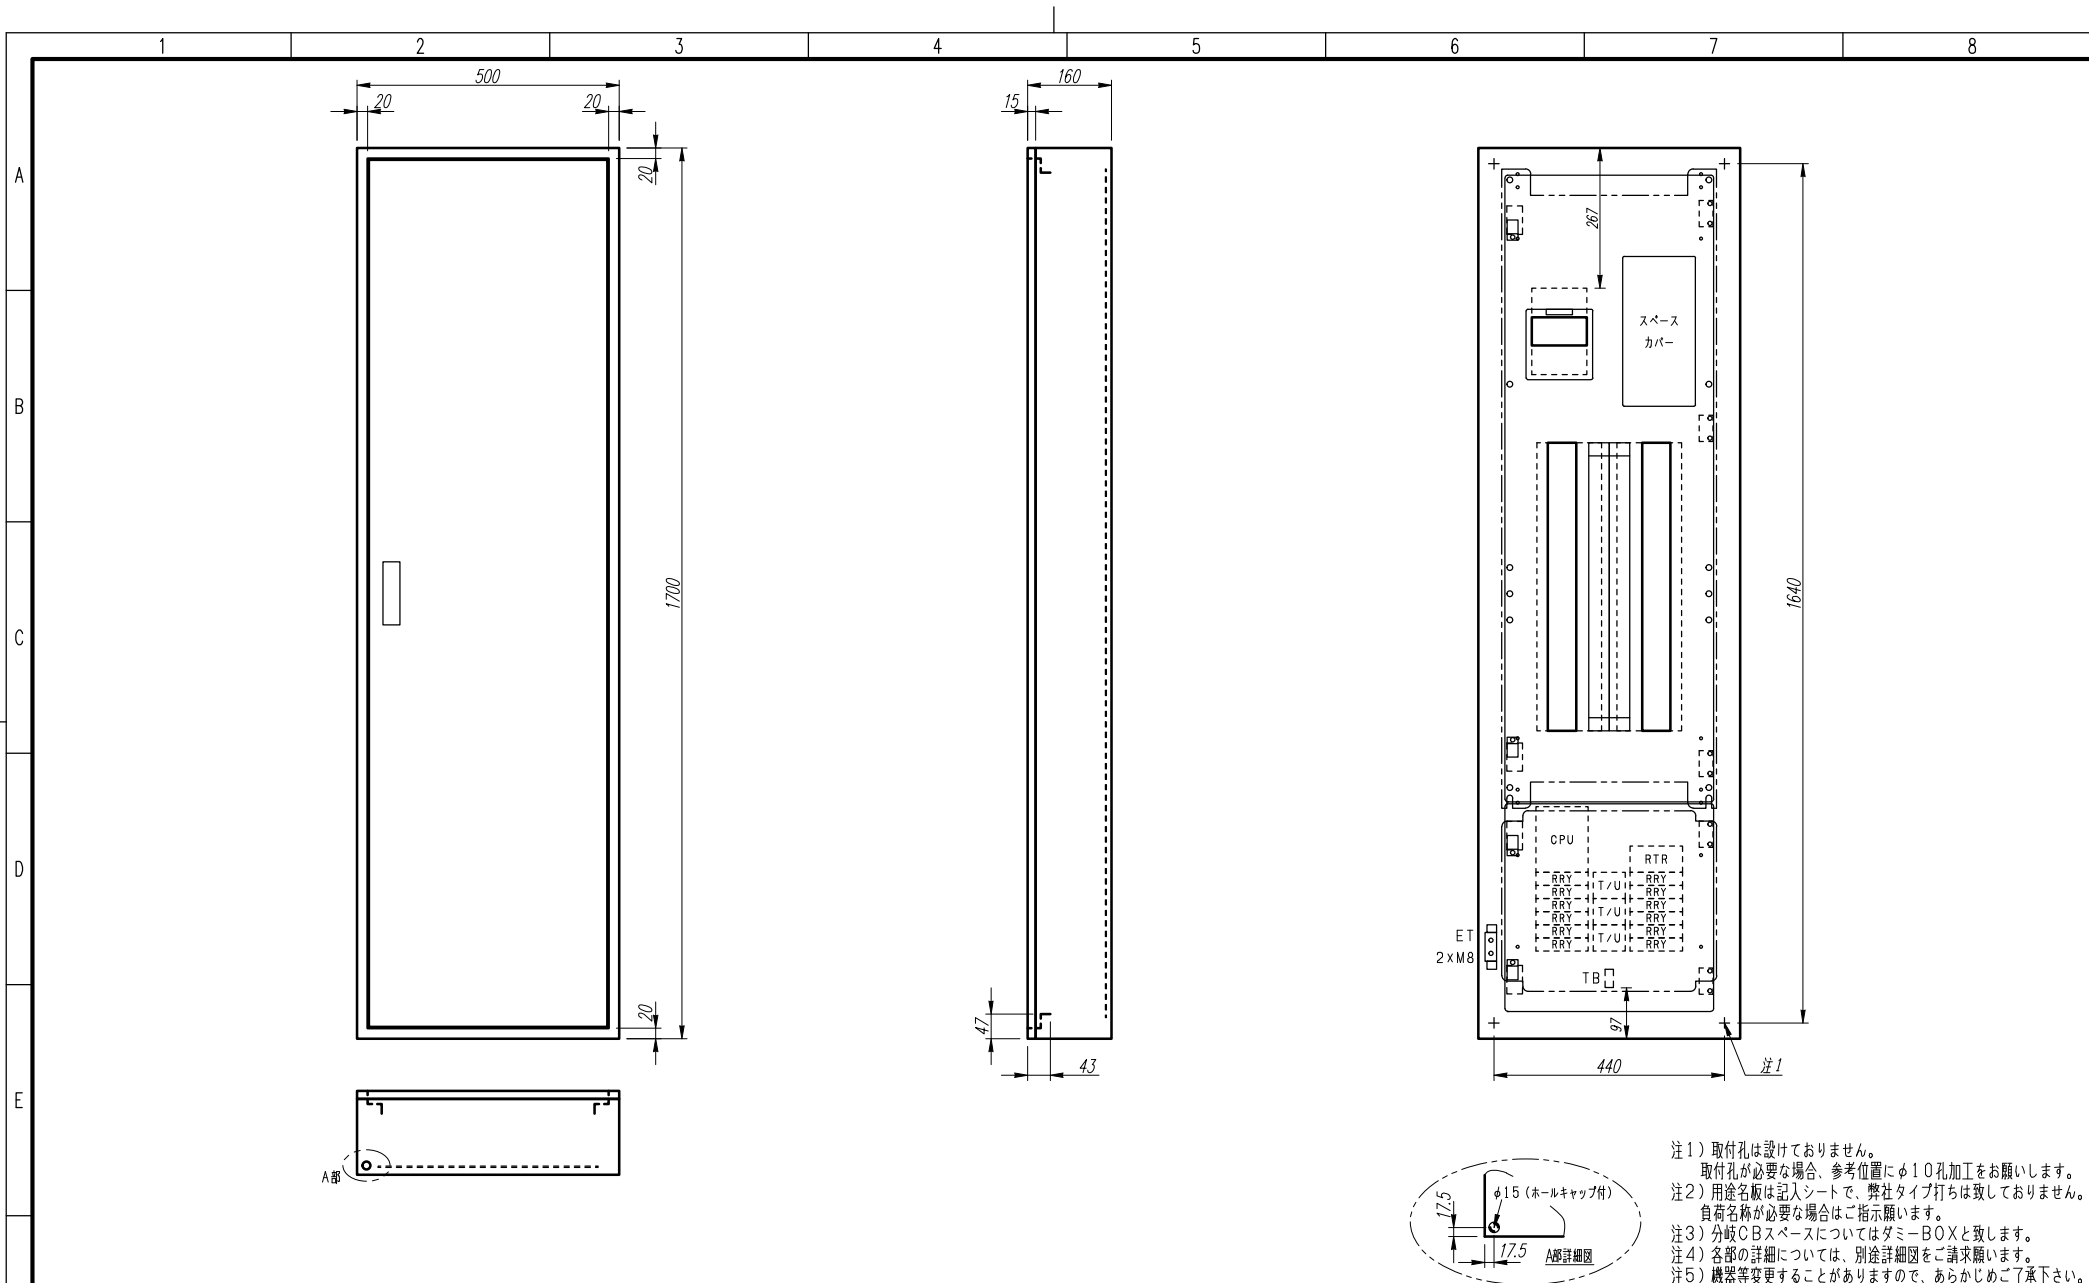 1 2 3 4 5 6 7 8
A
B
C
D
E
500
20 20
20
1700
20
A部
160
15
47
43
267
スペース
カバー
1640
CPU
RTR
RRY T/U RRY
RRY RRY
RRY T/U RRY
RRY RRY
RRY T/U RRY
RRY RRY
ET
2×M8
TB
97
440
注1
17.5
φ15(ホールキャップ付)
17.5
A部詳細図
注1)取付孔は設けておりません。
取付孔が必要な場合、参考位置にφ10孔加工をお願いします。
注2)用途名板は記入シートで、弊社タイプ打ちは致しておりません。
負荷名称が必要な場合はご指示願います。
注3)分岐CBスペースについてはダミーBOXと致します。
注4)各部の詳細については、別途詳細図をご請求願います。
注5)機器等変更することがありますので、あらかじめご了承下さい。